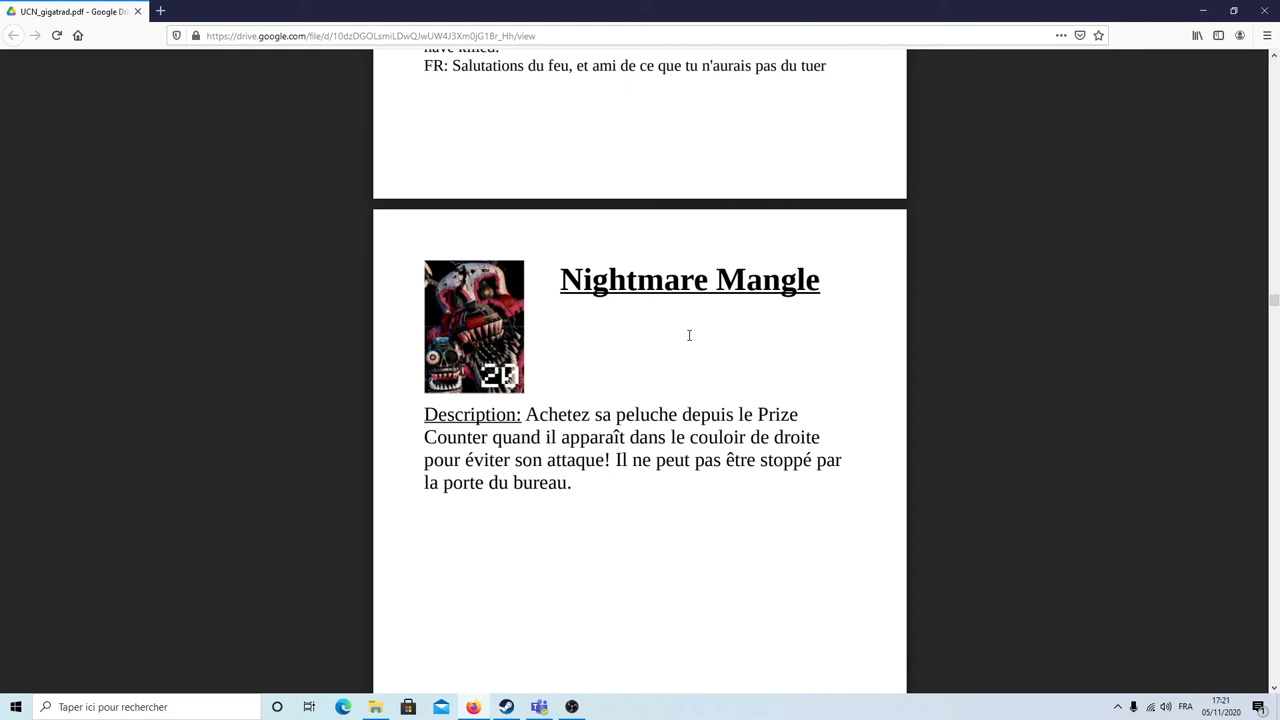 UCN_gigatrad.pdf - Google Dri
https://drive.google.com/file/d/10dzDGOLsmiLDwQJwUW4J3Xm0jG1Br_Hh/view
have killed.
FR: Salutations du feu, et ami de ce que tu n'aurais pas du tuer
Nightmare Mangle
20
Description: Achetez sa peluche depuis le Prize
Counter quand il apparaît dans le couloir de droite
pour éviter son attaque! Il ne peut pas être stoppé par
la porte du bureau.
Taper ici pour rechercher
FRA
17:21
05/11/2020